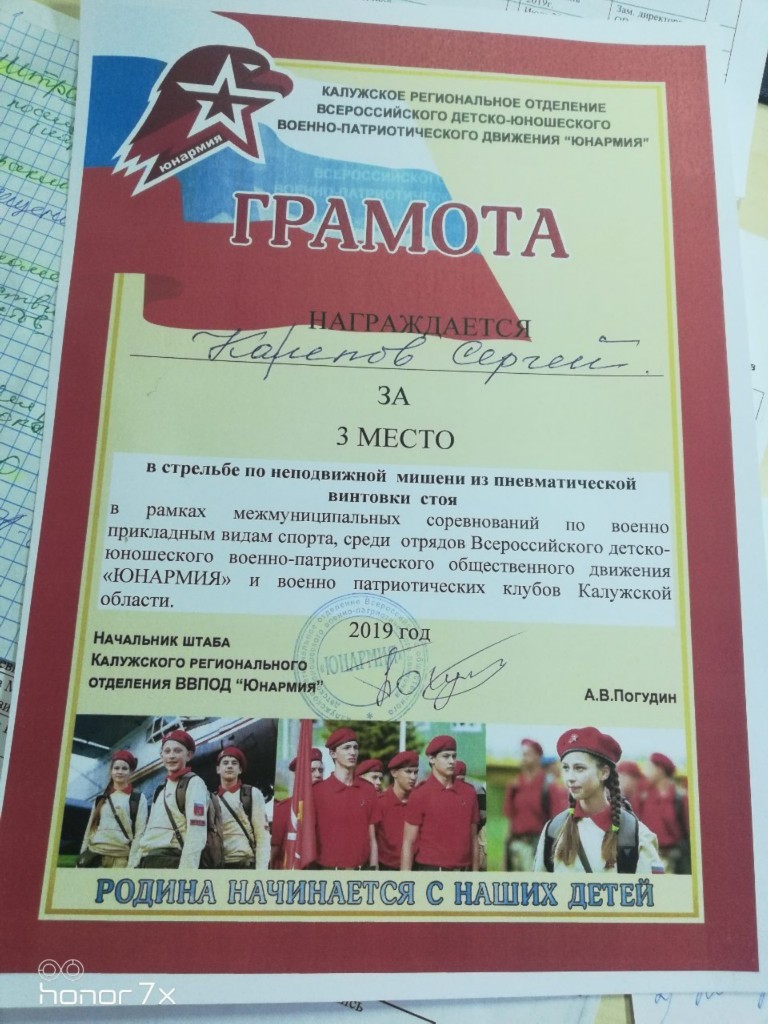 КАЛУЖСКОЕ РЕГИОНАЛЬНОЕ ОТДЕЛЕНИЕ
ВСЕРОССИЙСКОГО ДЕТСКО-ЮНОШЕСКОГО
ВОЕННО-ПАТРИОТИЧЕСКОГО ДВИЖЕНИЯ "ЮНАРМИЯ"
юнармия
ГРАМОТА
НАГРАЖДАЕТСЯ
Сергей.
ЗА
3 МЕСТО
в стрельбе по неподвижной мишени из пневматической
винтовки стоя
в рамках межмуниципальных соревнований по военно
прикладным видам спорта, среди отрядов Всероссийского детско-
юношеского военно-патриотического общественного движения
«ЮНАРМИЯ» и военно патриотических клубов Калужской
области.
2019 год
Начальник штаба
Калужского регионального
отделения ВВПОД "Юнармия"
«ЮНАРМИЯ»
А.В.Погудин
РОДИНА НАЧИНАЕТСЯ С НАШИХ ДЕТЕЙ
honor 7x